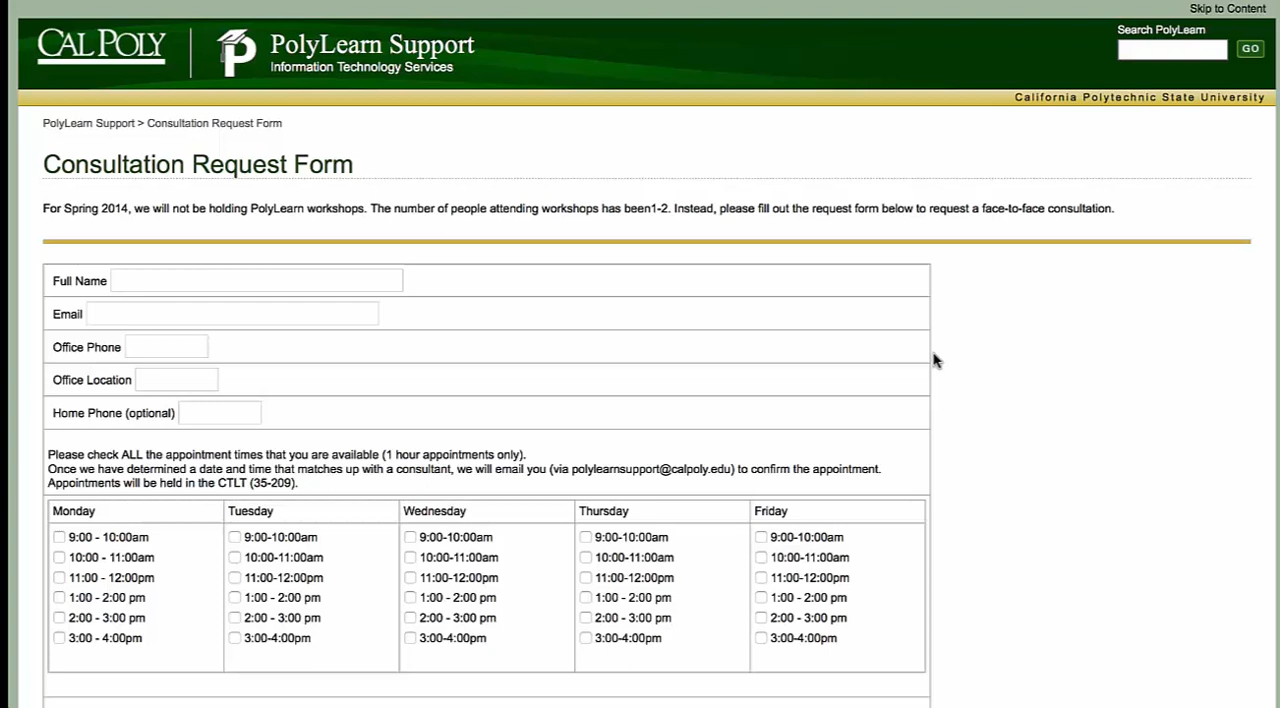 Skip to Content
CAL POLY
PolyLearn Support
Information Technology Services
Search PolyLearn
GO
California Polytechnic State University
PolyLearn Support > Consultation Request Form
Consultation Request Form
For Spring 2014, we will not be holding PolyLearn workshops. The number of people attending workshops has been1-2. Instead, please fill out the request form below to request a face-to-face consultation.
Full Name
Email
Office Phone
Office Location
Home Phone (optional)
Please check ALL the appointment times that you are available (1 hour appointments only).
Once we have determined a date and time that matches up with a consultant, we will email you (via polylearnsupport@calpoly.edu) to confirm the appointment.
Appointments will be held in the CTLT (35-209).
Monday Tuesday Wednesday Thursday Friday
9:00 - 10:00am 9:00-10:00am 9:00-10:00am 9:00-10:00am 9:00-10:00am
10:00 - 11:00am 10:00-11:00am 10:00-11:00am 10:00-11:00am 10:00-11:00am
11:00 - 12:00pm 11:00-12:00pm 11:00-12:00pm 11:00-12:00pm 11:00-12:00pm
1:00 - 2:00 pm 1:00 - 2:00 pm 1:00 - 2:00 pm 1:00 - 2:00 pm 1:00 - 2:00 pm
2:00 - 3:00 pm 2:00 - 3:00 pm 2:00 - 3:00 pm 2:00 - 3:00 pm 2:00 - 3:00 pm
3:00 - 4:00pm 3:00-4:00pm 3:00-4:00pm 3:00-4:00pm 3:00-4:00pm